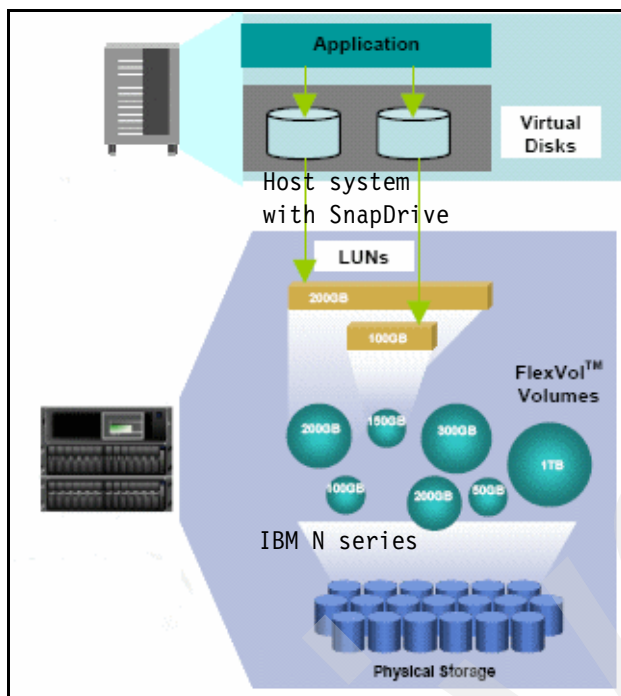 Application
Virtual
Disks
Host system
with SnapDrive
LUNs
200GB
100GB
FlexVol™
Volumes
200GB
150GB
300GB
1TB
100GB
200GB
50GB
IBM N series
Physical Storage